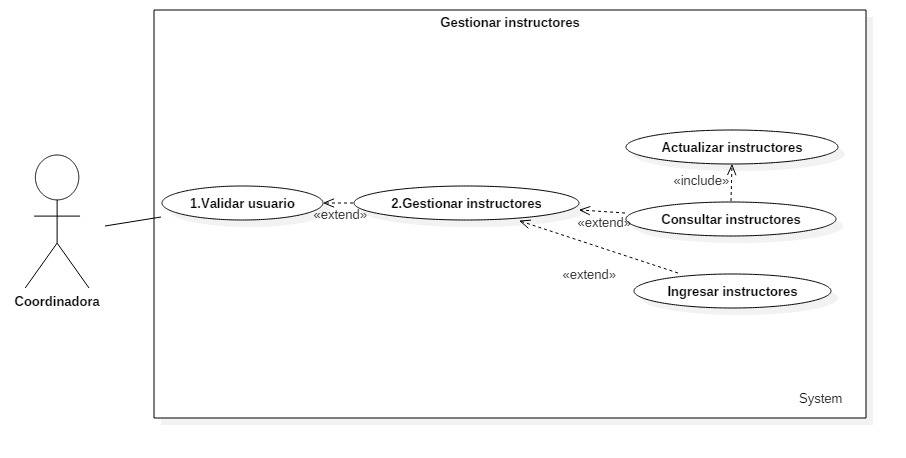 Gestionar instructores
Actualizar instructores
«include»
1.Validar usuario
2.Gestionar instructores
«extend»
Consultar instructores
«extend»
«extend»
Ingresar instructores
Coordinadora
System